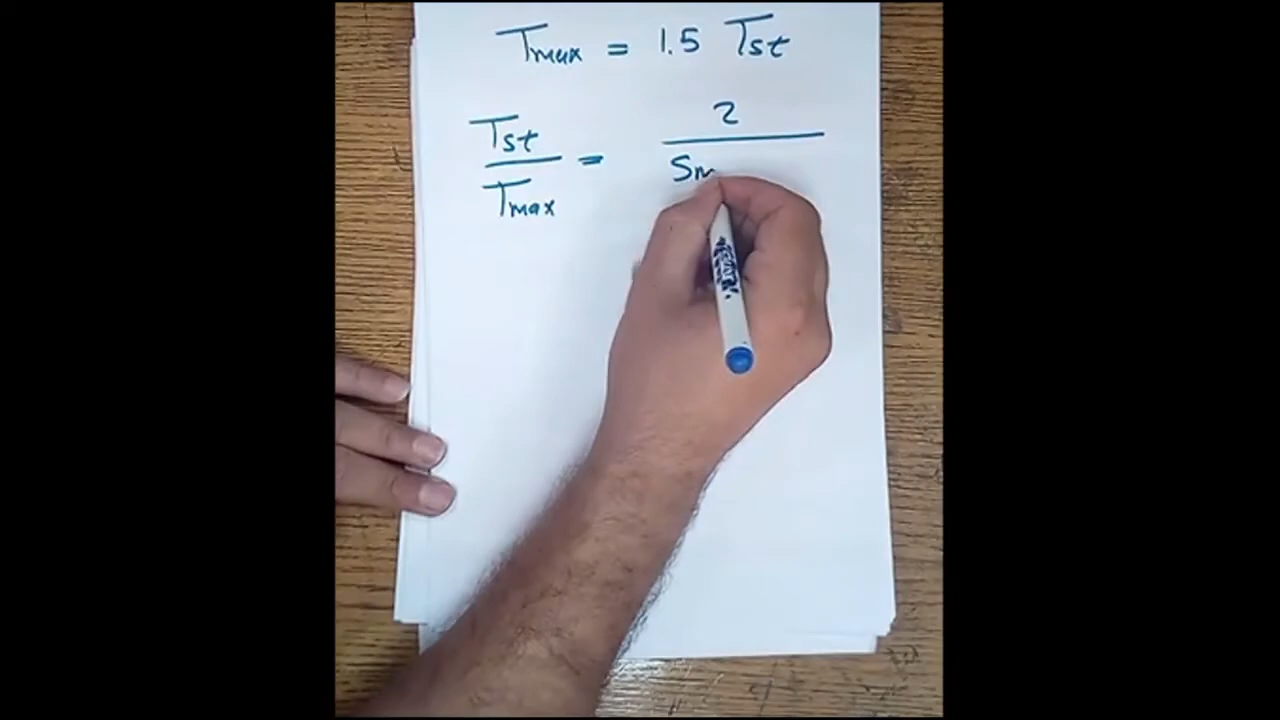 Tmax = 1.5 Tst
Tst / Tmax = 2 / Sm